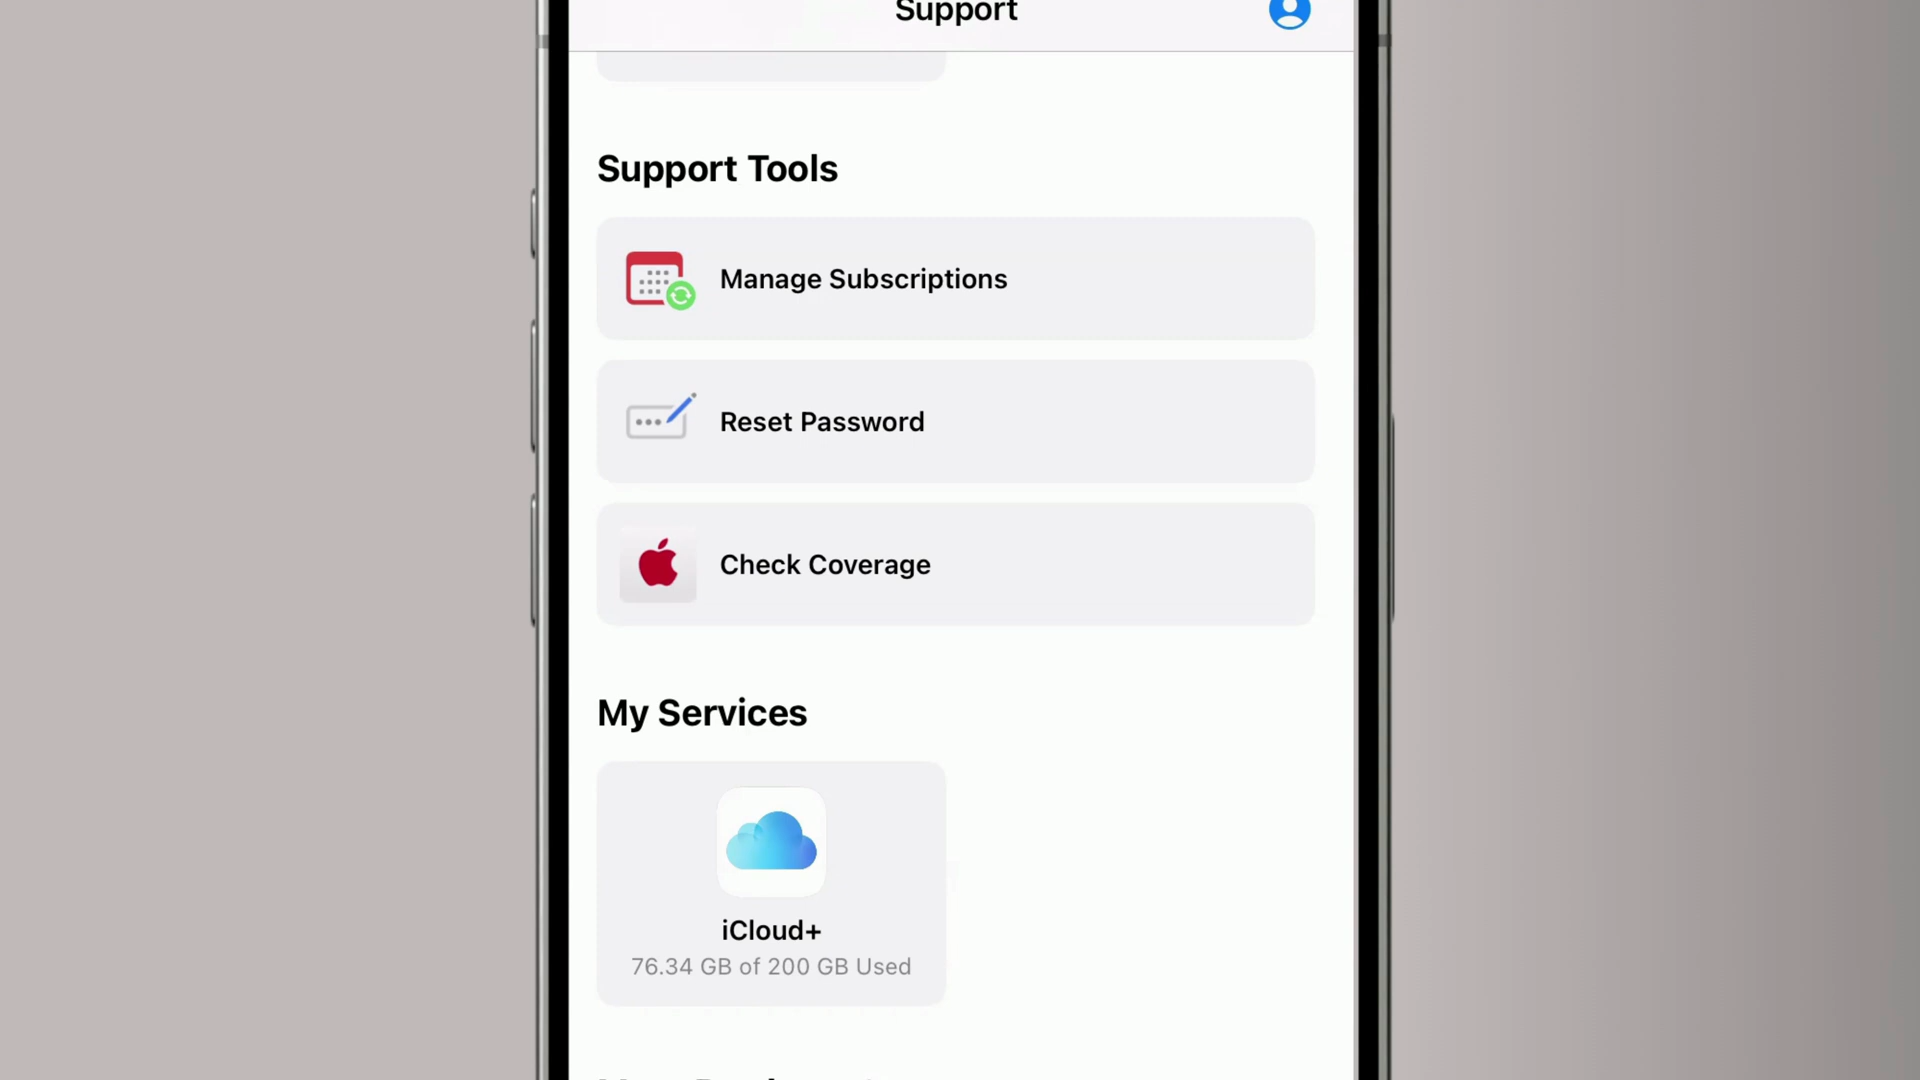 Support
Support Tools
Manage Subscriptions
Reset Password
Check Coverage
My Services
iCloud+
76.34 GB of 200 GB Used